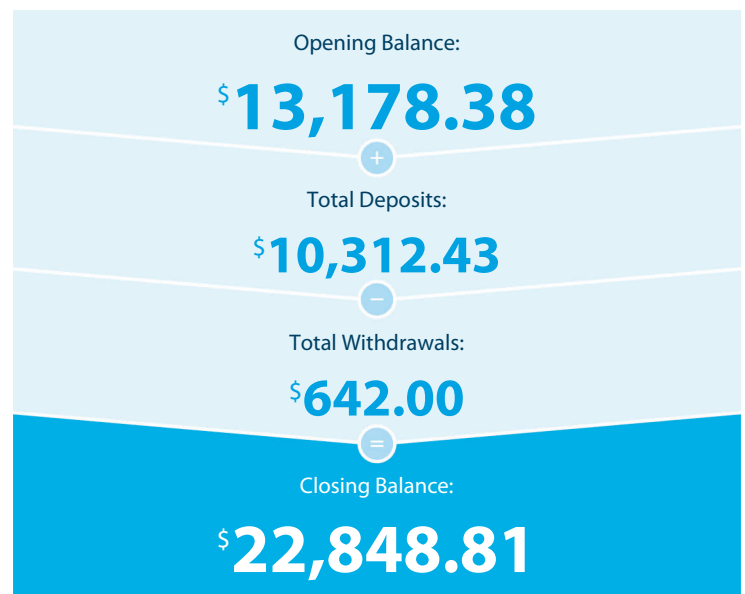 Opening Balance:
$13,178.38
+
Total Deposits:
$10,312.43
−
Total Withdrawals:
$642.00
=
Closing Balance:
$22,848.81